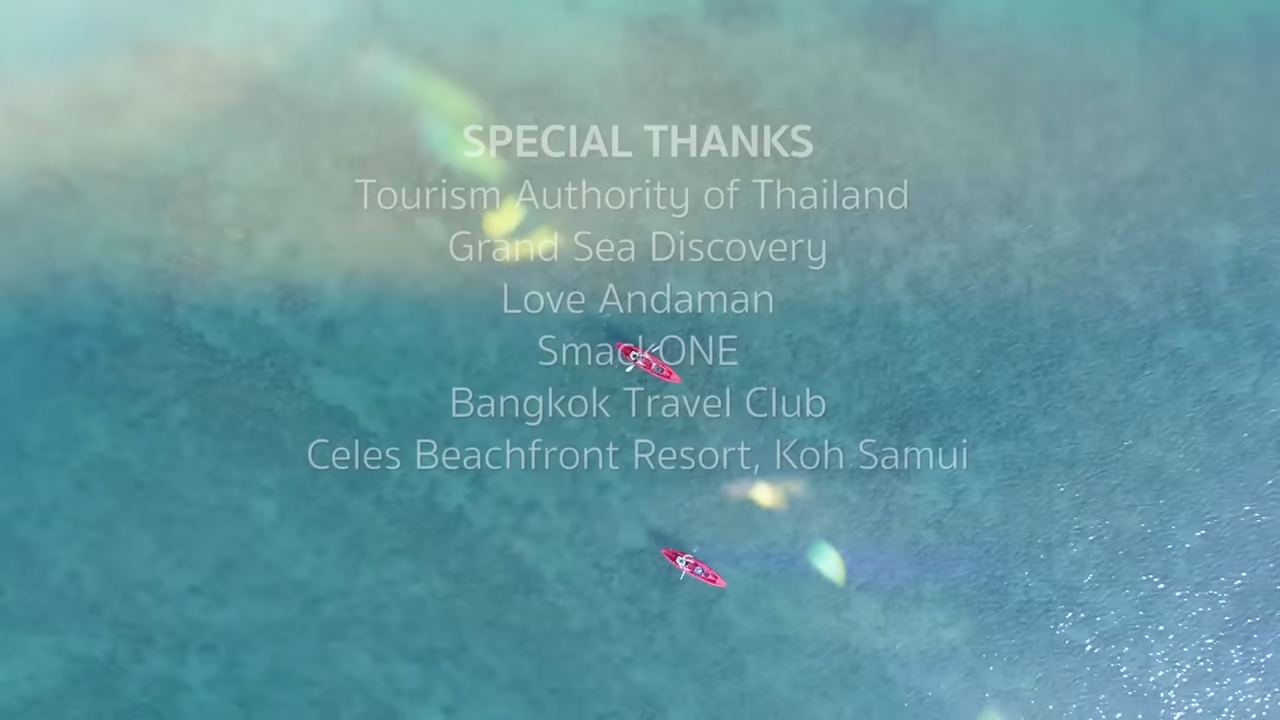 SPECIAL THANKS
Tourism Authority of Thailand
Grand Sea Discovery
Love Andaman
SmackONE
Bangkok Travel Club
Celes Beachfront Resort, Koh Samui